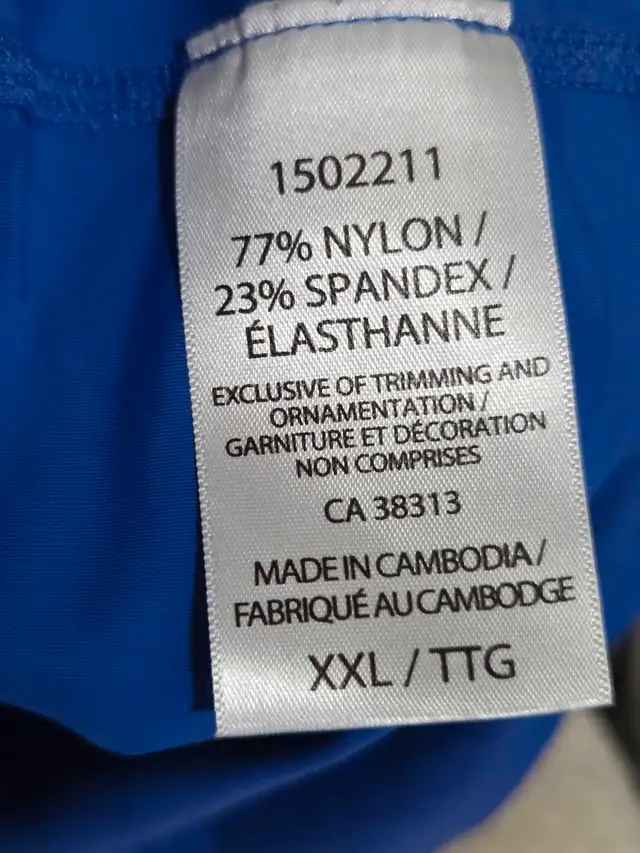 1502211
77% NYLON /
23% SPANDEX /
ÉLASTHANNE
EXCLUSIVE OF TRIMMING AND
ORNAMENTATION /
GARNITURE ET DÉCORATION
NON COMPRISES
CA 38313
MADE IN CAMBODIA /
FABRIQUÉ AU CAMBODGE
XXL / TTG